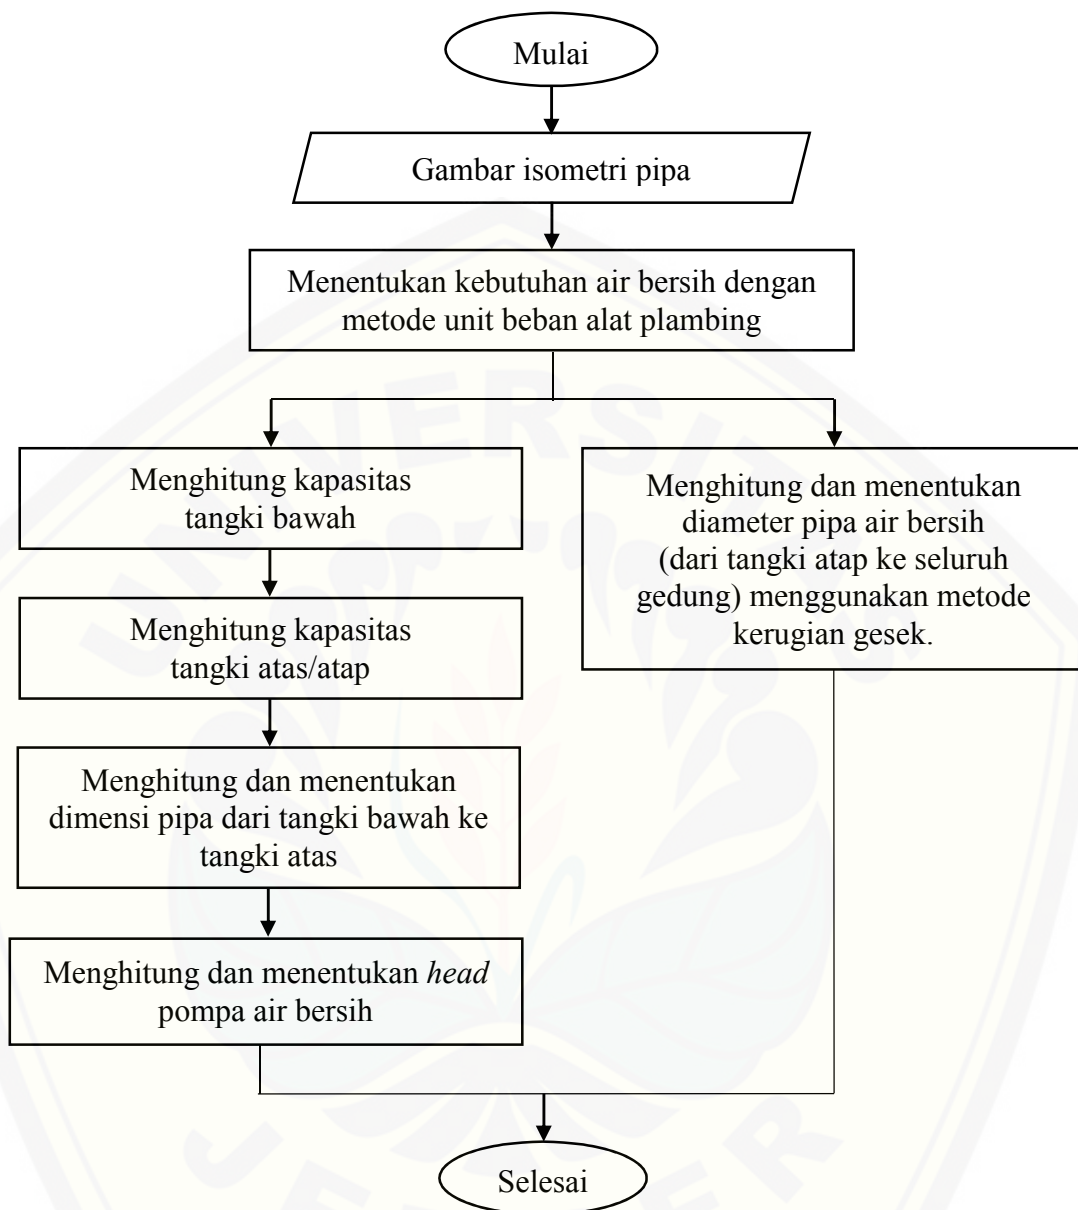 Mulai
Gambar isometri pipa
Menentukan kebutuhan air bersih dengan
metode unit beban alat plambing
Menghitung kapasitas
tangki bawah
Menghitung kapasitas
tangki atas/atap
Menghitung dan menentukan
dimensi pipa dari tangki bawah ke
tangki atas
Menghitung dan menentukan head
pompa air bersih
Menghitung dan menentukan
diameter pipa air bersih
(dari tangki atap ke seluruh
gedung) menggunakan metode
kerugian gesek.
Selesai
UNIVERSITAS
JEMBER